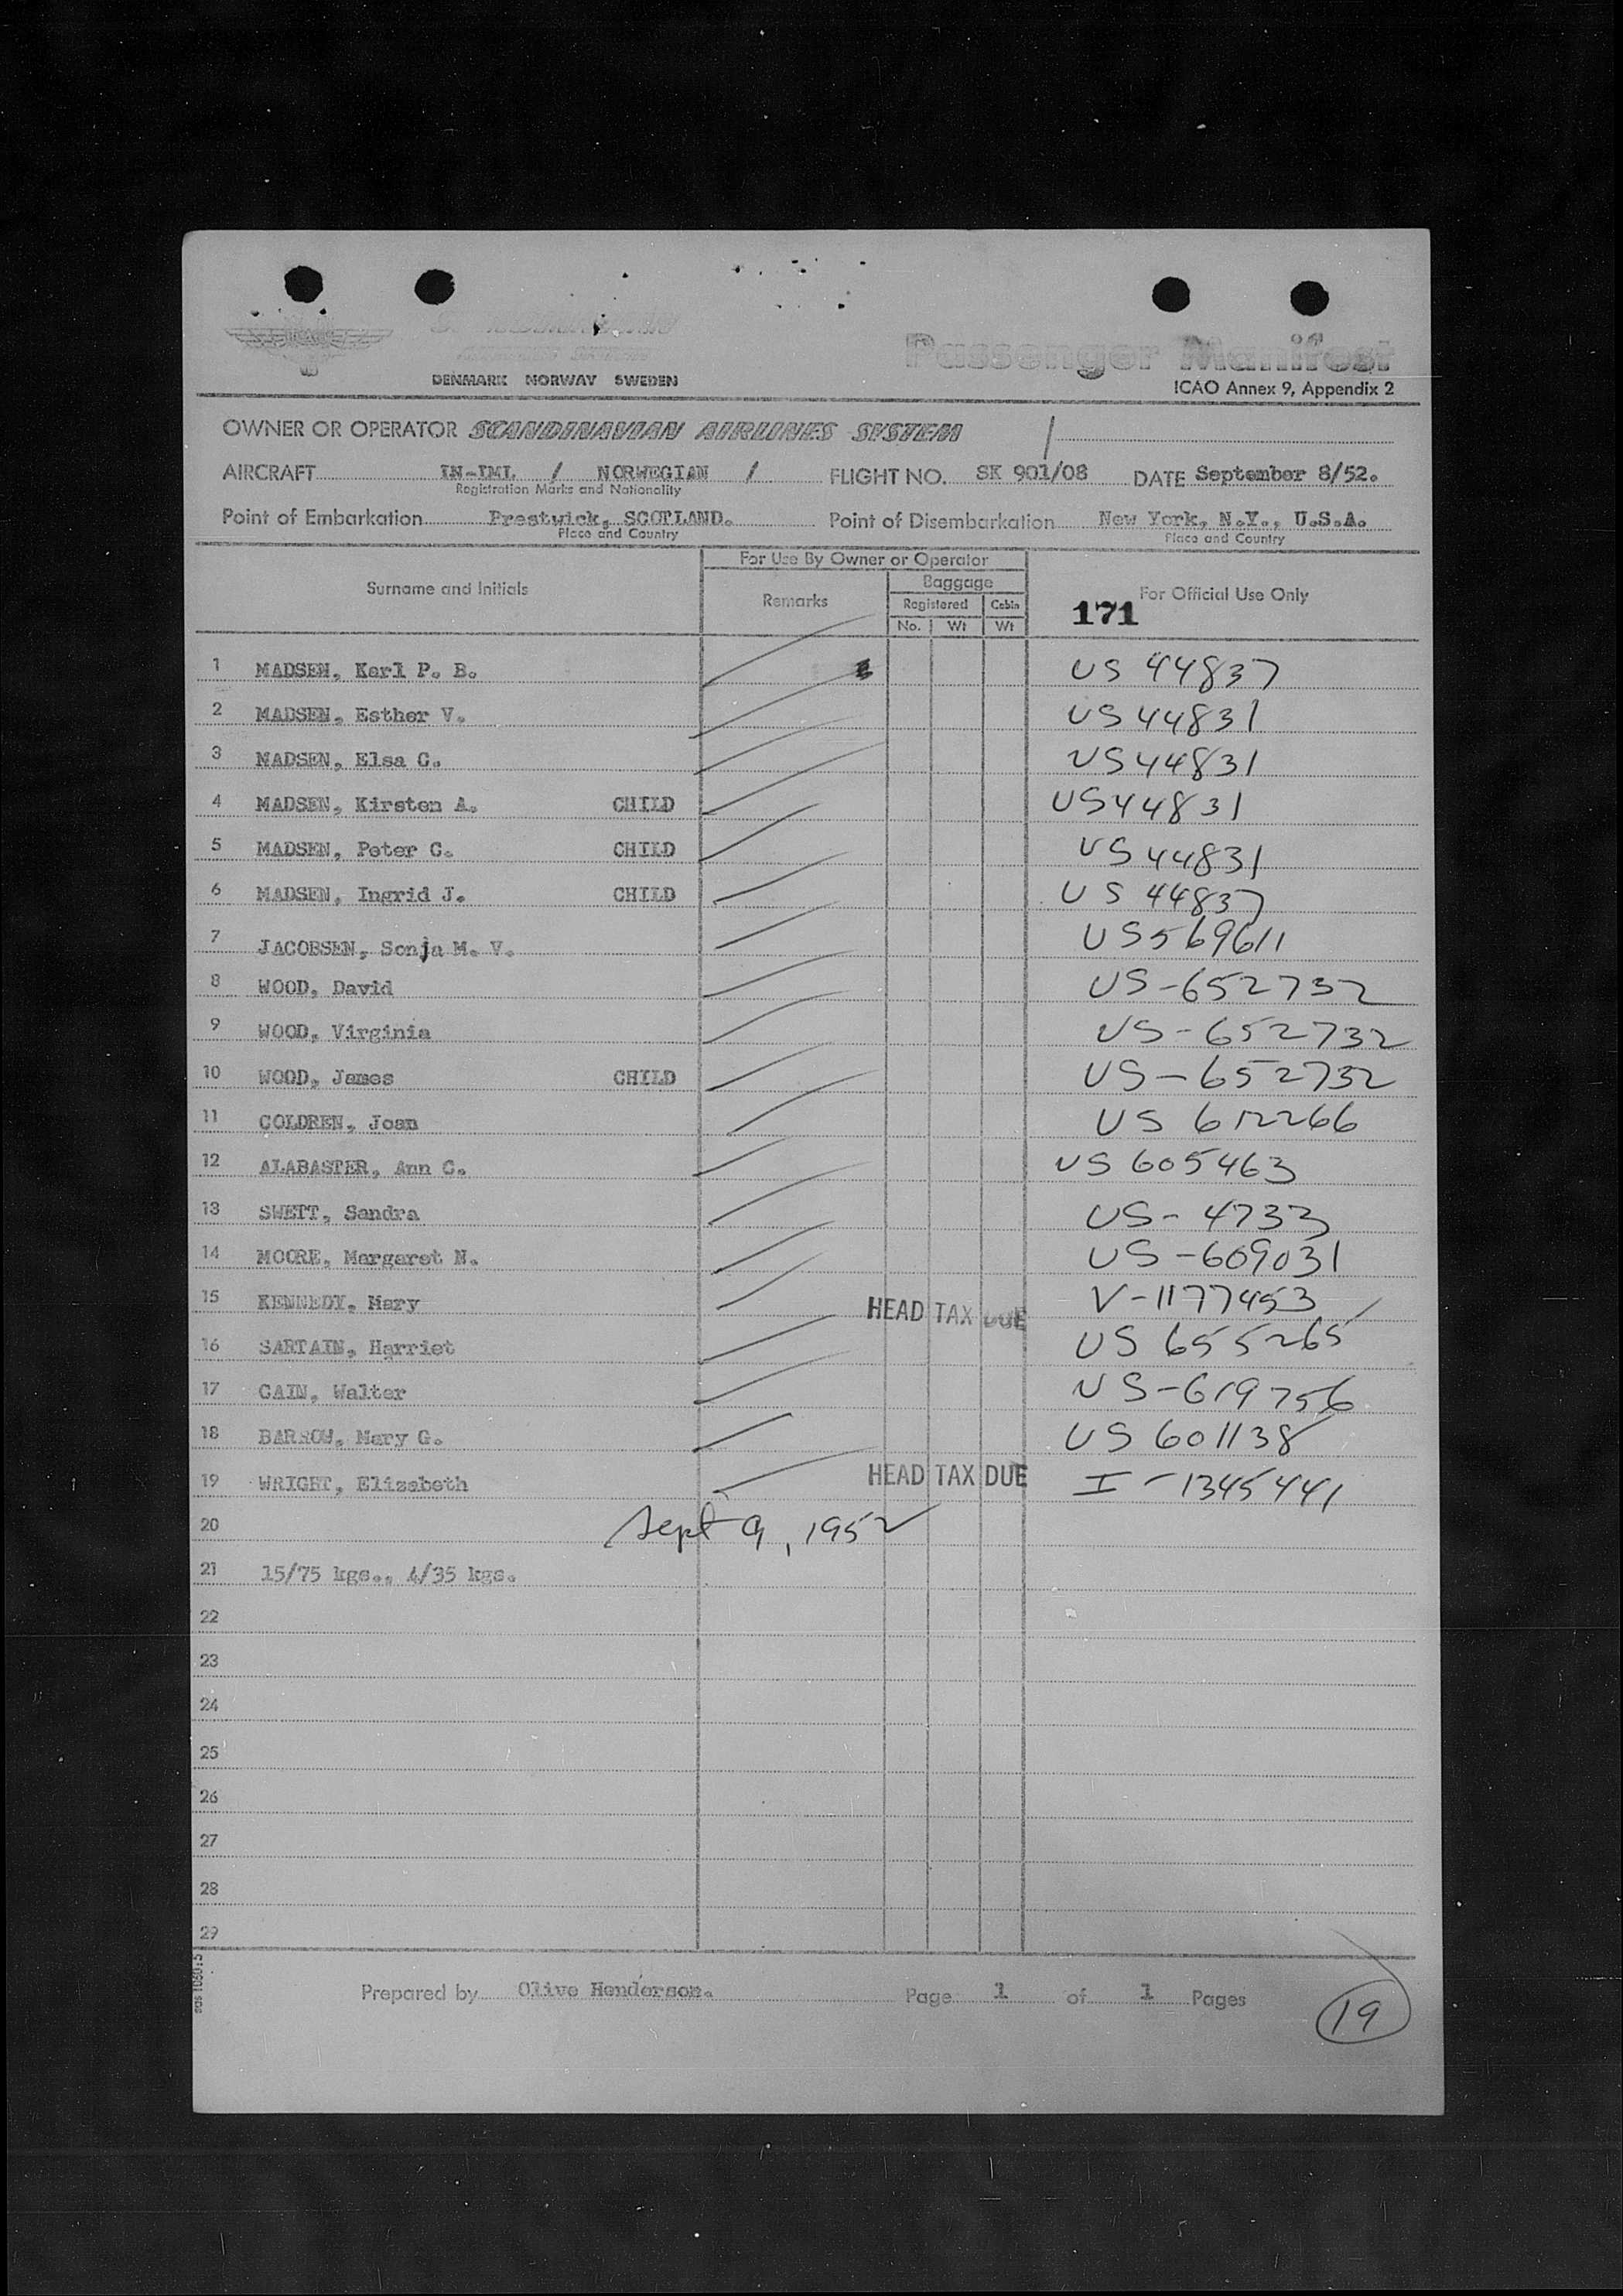 DENMARK NORWAY SWEDEN
Passenger Manifest
ICAO Annex 9, Appendix 2
OWNER OR OPERATOR SCANDINAVIAN AIRLINES SYSTEM
AIRCRAFT LN-IML / NORWEGIAN / FLIGHT NO. SK 901/08 DATE September 8/52.
Registration Marks and Nationality
Point of Embarkation Prestwick, SCOTLAND. Point of Disembarkation New York, N.Y., U.S.A.
Place and Country Place and Country
For Use By Owner or Operator
Surname and Initials Remarks Baggage For Official Use Only
Registered Cabin 171
No. Wt Wt
1 MADSEN, Karl P. B. US 44837
2 MADSEN, Esther V. US 44831
3 MADSEN, Elsa C. US 44831
4 MADSEN, Kirsten A. CHILD US 44831
5 MADSEN, Peter C. CHILD US 44831
6 MADSEN, Ingrid J. CHILD US 44837
7 JACOBSEN, Sonja M. V. US 569611
8 WOOD, David US-652732
9 WOOD, Virginia US-652732
10 WOOD, James CHILD US-652732
11 COLDREN, Joan US 612266
12 ALABASTER, Ann C. US 605463
13 SWETT, Sandra US-4733
14 MOORE, Margaret N. US-609031
15 KENNEDY, Mary HEAD TAX DUE V-1177453
16 SARTAIN, Harriet US 655265
17 CAIN, Walter US-619756
18 BARROW, Mary G. US 601138
19 WRIGHT, Elizabeth HEAD TAX DUE I-1345441
20 Sept 9, 1952
21 15/75 kgs., 4/35 kgs.
22
23
24
25
26
27
28
29
sas 1080:5
Prepared by Olive Henderson. Page 1 of 1 Pages
19